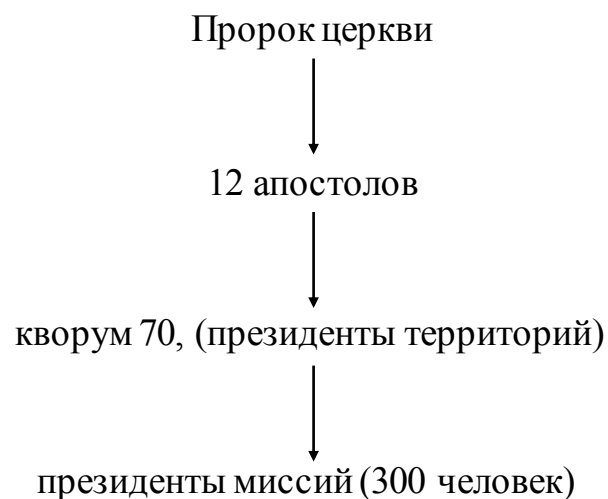 Пророк церкви
12 апостолов
кворум 70, (президенты территорий)
президенты миссий (300 человек)